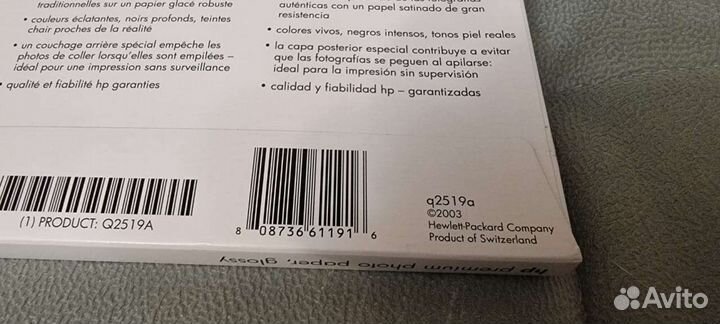 traditionnelles sur un papier glacé robuste
• couleurs éclatantes, noirs profonds, teintes
chair proches de la réalité
• un couchage arrière spécial empêche les
photos de coller lorsqu'elles sont empilées –
idéal pour une impression sans surveillance
• qualité et fiabilité hp garanties
auténticas con un papel satinado de gran
resistencia
• colores vivos, negros intensos, tonos piel reales
• la capa posterior especial contribuye a evitar
que las fotografías se peguen al apilarse:
ideal para la impresión sin supervisión
• calidad y fiabilidad hp – garantizadas
(1) PRODUCT: Q2519A
8 08736 61191 6
q2519a
©2003
Hewlett-Packard Company
Product of Switzerland
hp premium photo paper, glossy
Avito